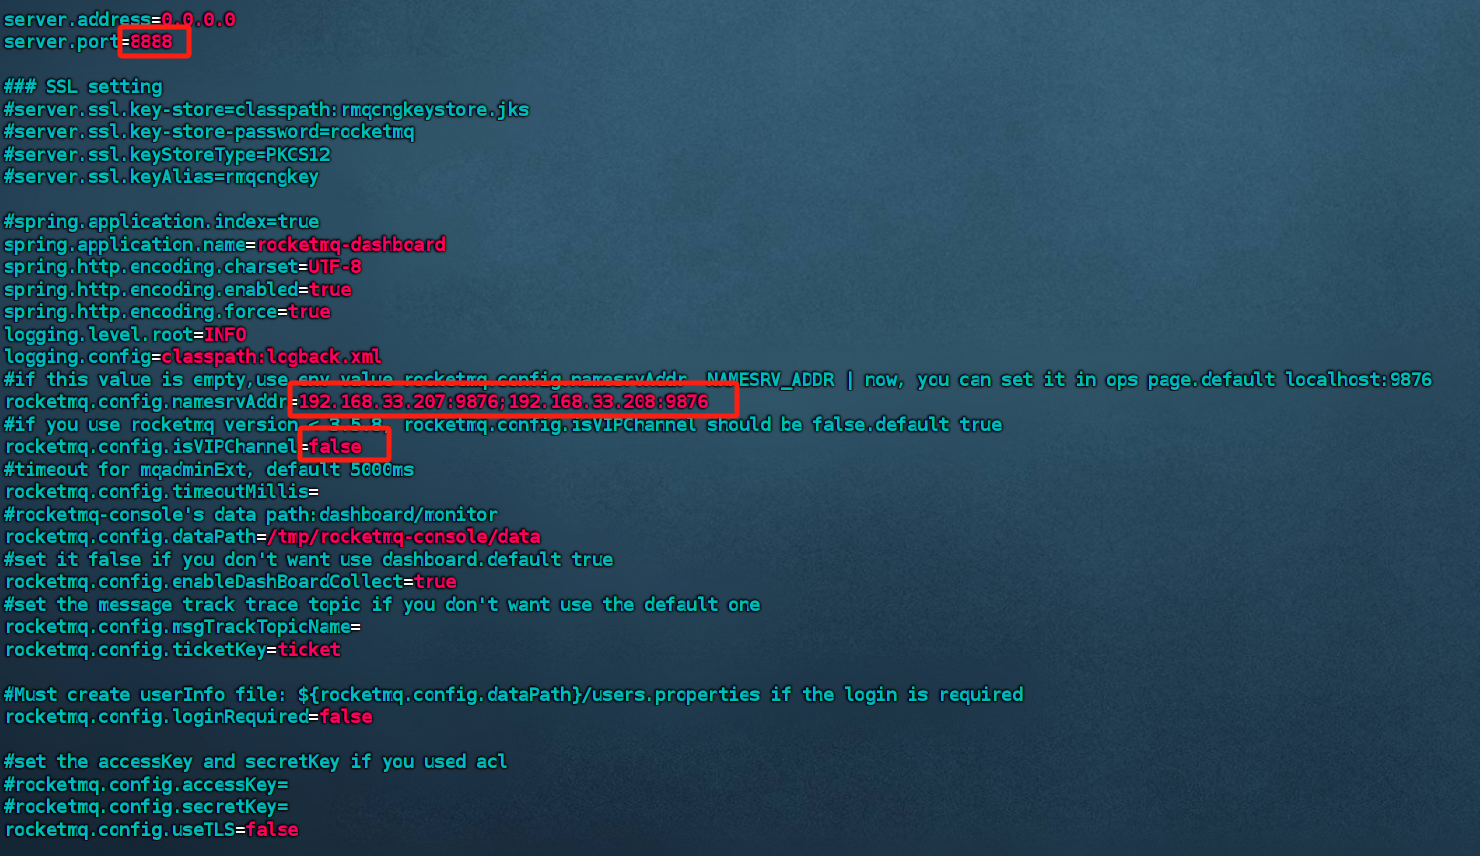 server.address=0.0.0.0
server.port=8888
### SSL setting
#server.ssl.key-store=classpath:rmqcngkeystore.jks
#server.ssl.key-store-password=rocketmq
#server.ssl.keyStoreType=PKCS12
#server.ssl.keyAlias=rmqcngkey
#spring.application.index=true
spring.application.name=rocketmq-dashboard
spring.http.encoding.charset=UTF-8
spring.http.encoding.enabled=true
spring.http.encoding.force=true
logging.level.root=INFO
logging.config=classpath:logback.xml
#if this value is empty,use env value rocketmq.config.namesrvAddr  NAMESRV_ADDR | now, you can set it in ops page.default localhost:9876
rocketmq.config.namesrvAddr=192.168.33.207:9876;192.168.33.208:9876
#if you use rocketmq version < 3.5.8, rocketmq.config.isVIPChannel should be false.default true
rocketmq.config.isVIPChannel=false
#timeout for mqadminExt, default 5000ms
rocketmq.config.timeoutMillis=
#rocketmq-console's data path:dashboard/monitor
rocketmq.config.dataPath=/tmp/rocketmq-console/data
#set it false if you don't want use dashboard.default true
rocketmq.config.enableDashBoardCollect=true
#set the message track trace topic if you don't want use the default one
rocketmq.config.msgTrackTopicName=
rocketmq.config.ticketKey=ticket
#Must create userInfo file: ${rocketmq.config.dataPath}/users.properties if the login is required
rocketmq.config.loginRequired=false
#set the accessKey and secretKey if you used acl
#rocketmq.config.accessKey=
#rocketmq.config.secretKey=
rocketmq.config.useTLS=false